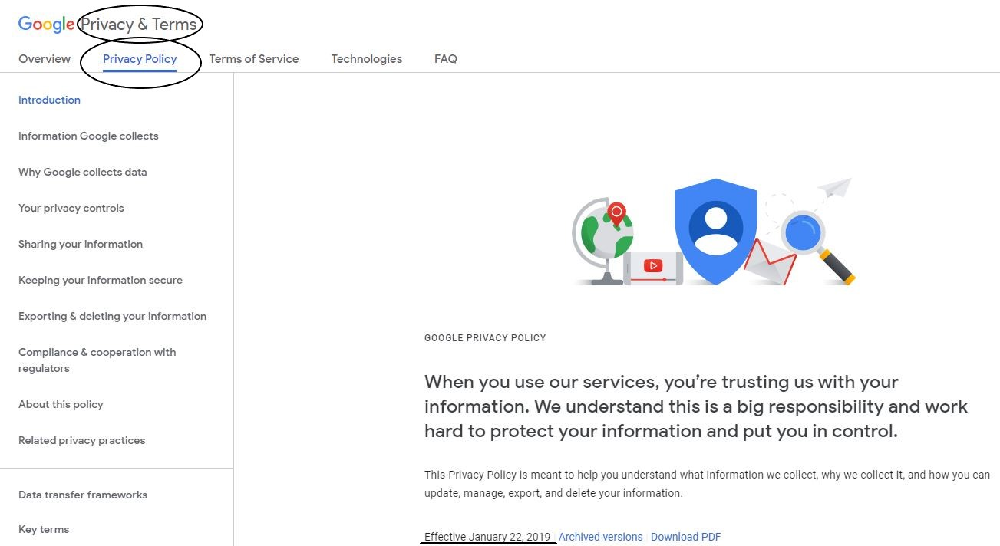 Google Privacy & Terms
Overview Privacy Policy Terms of Service Technologies FAQ
Introduction
Information Google collects
Why Google collects data
Your privacy controls
Sharing your information
Keeping your information secure
Exporting & deleting your information
Compliance & cooperation with
regulators
About this policy
Related privacy practices
Data transfer frameworks
Key terms
GOOGLE PRIVACY POLICY
When you use our services, you’re trusting us with your
information. We understand this is a big responsibility and work
hard to protect your information and put you in control.
This Privacy Policy is meant to help you understand what information we collect, why we collect it, and how you can
update, manage, export, and delete your information.
Effective January 22, 2019 | Archived versions | Download PDF